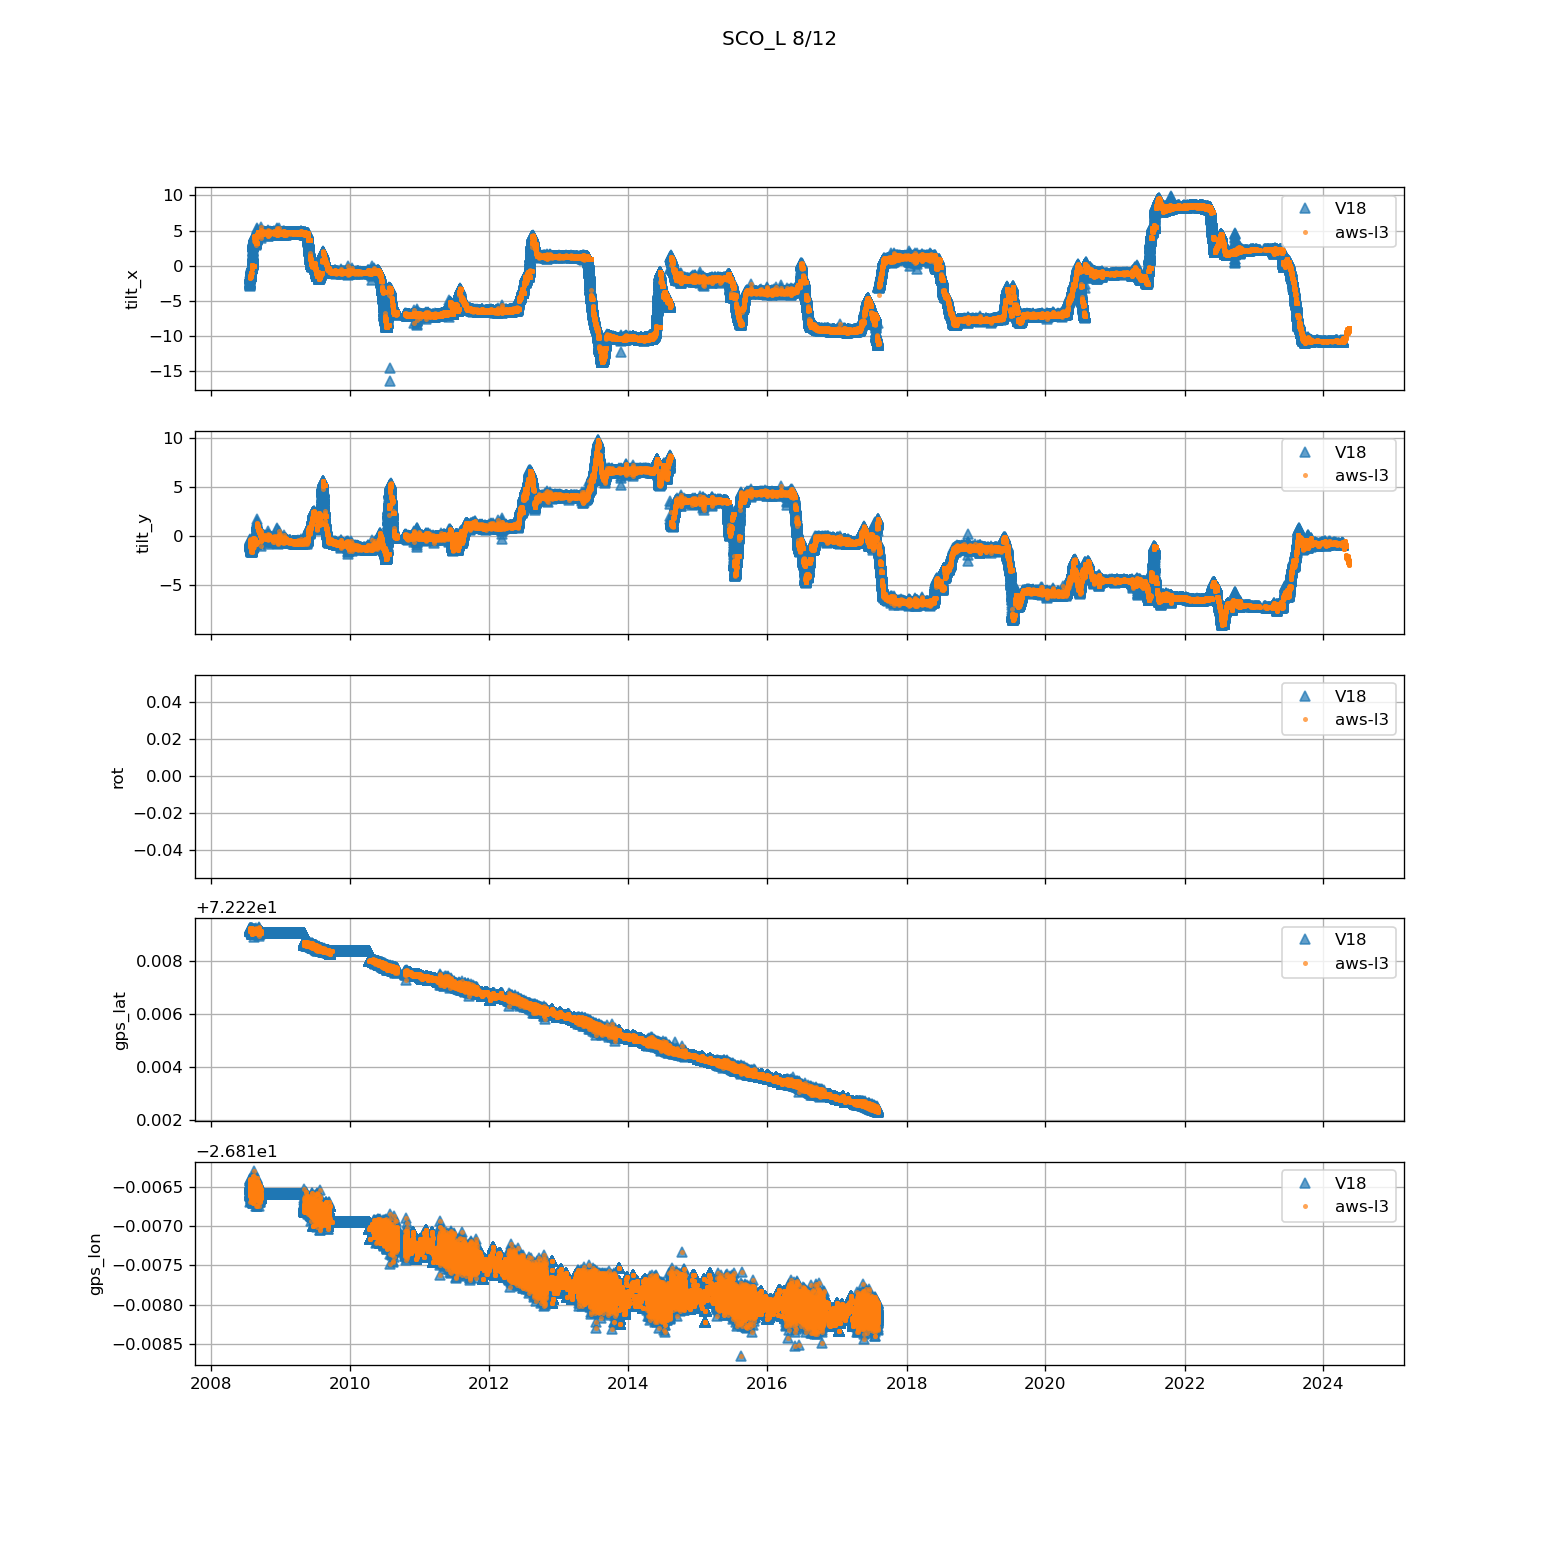 SCO_L 8/12
10
5
0
−5
−10
−15
tilt_x
V18
aws-l3
10
5
0
−5
tilt_y
V18
aws-l3
0.04
0.02
0.00
−0.02
−0.04
rot
V18
aws-l3
+7.222e1
0.008
0.006
0.004
0.002
gps_lat
V18
aws-l3
−2.681e1
−0.0065
−0.0070
−0.0075
−0.0080
−0.0085
gps_lon
V18
aws-l3
2008 2010 2012 2014 2016 2018 2020 2022 2024